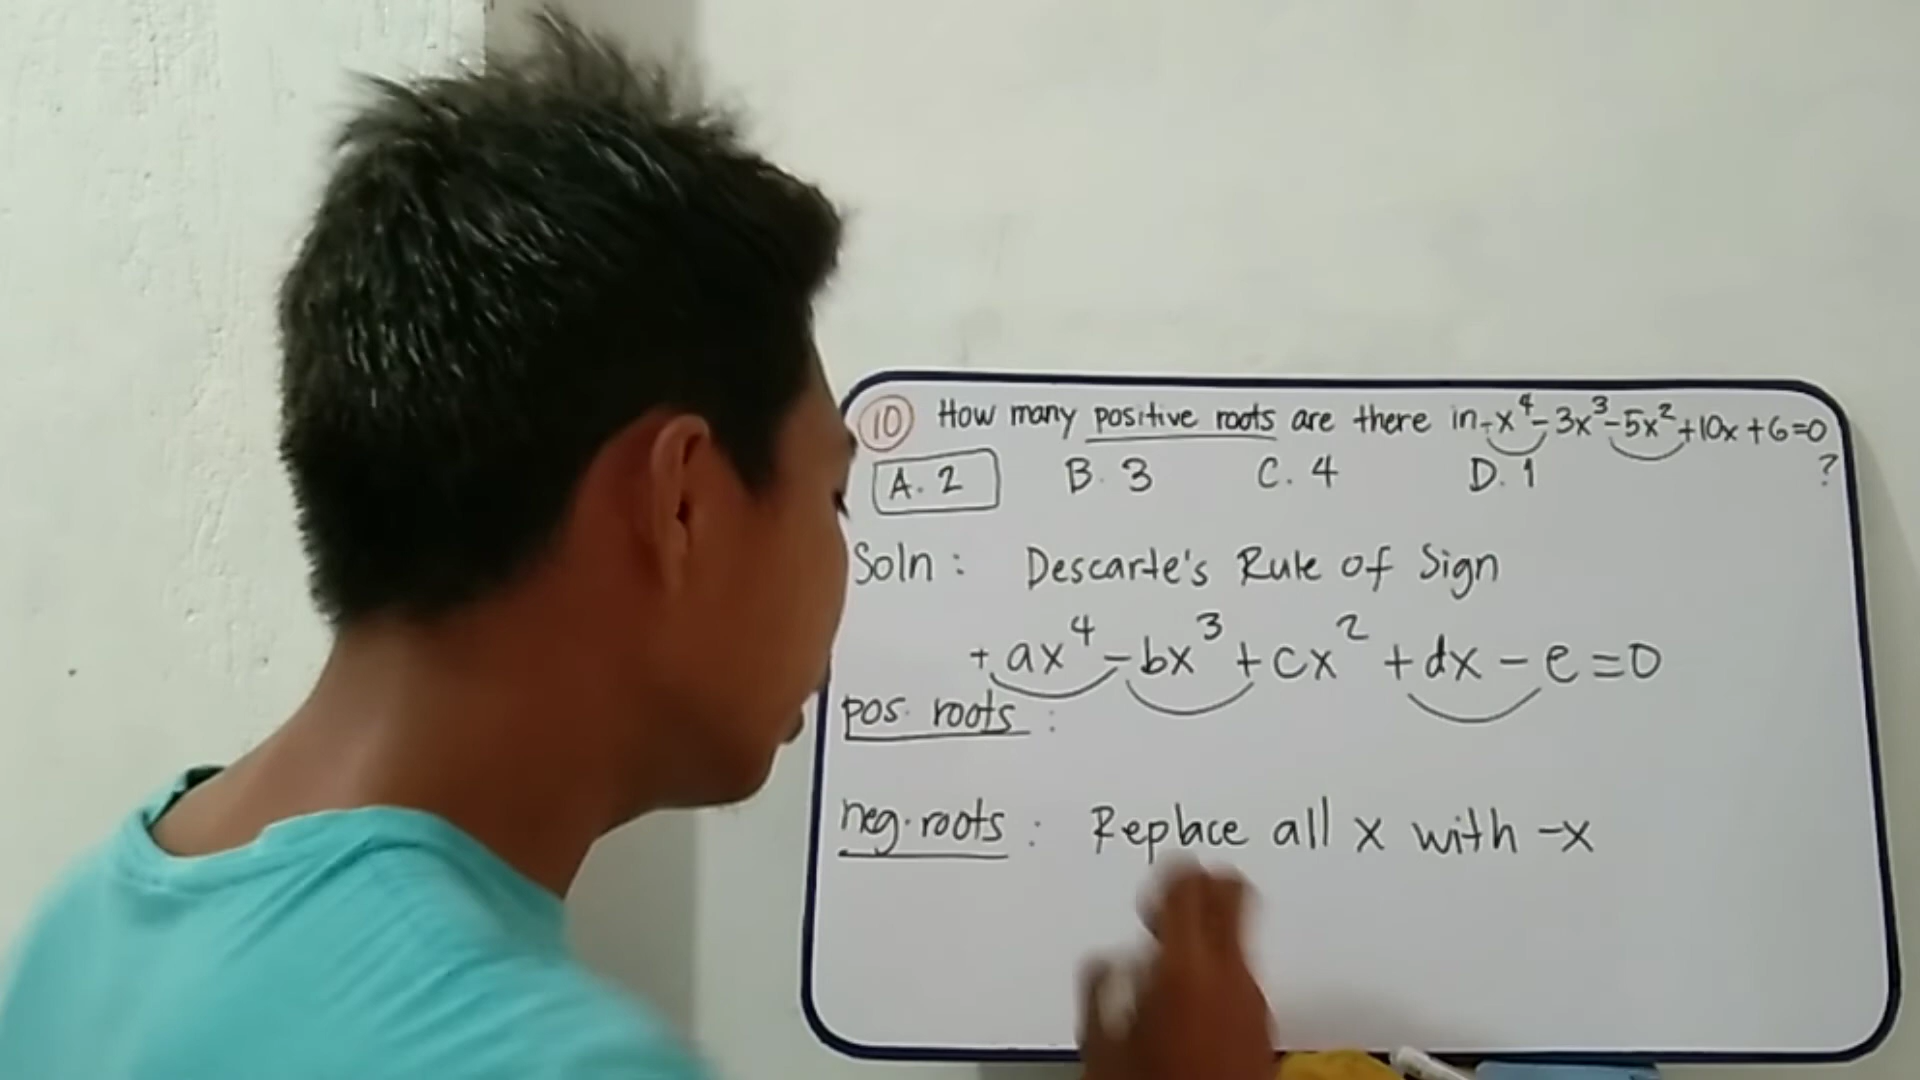 10 How many positive roots are there in +x⁴-3x³-5x²+10x+6=0
?
A. 2 B. 3 C. 4 D. 1
Soln: Descarte's Rule of Sign
+ax⁴-bx³+cx²+dx-e=0
pos. roots:
neg. roots: Replace all x with -x